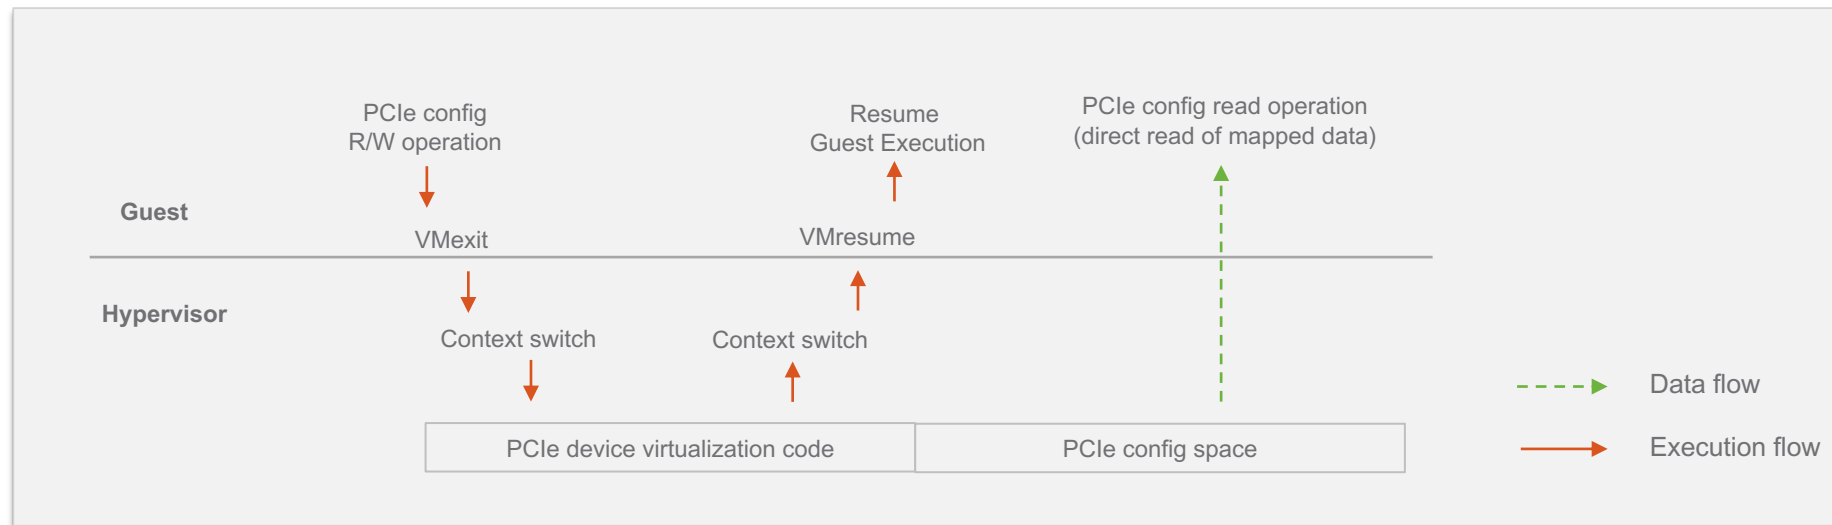 PCIe config
R/W operation
Resume
Guest Execution
PCIe config read operation
(direct read of mapped data)
Guest
VMexit
VMresume
Hypervisor
Context switch
Context switch
Data flow
PCIe device virtualization code
PCIe config space
Execution flow